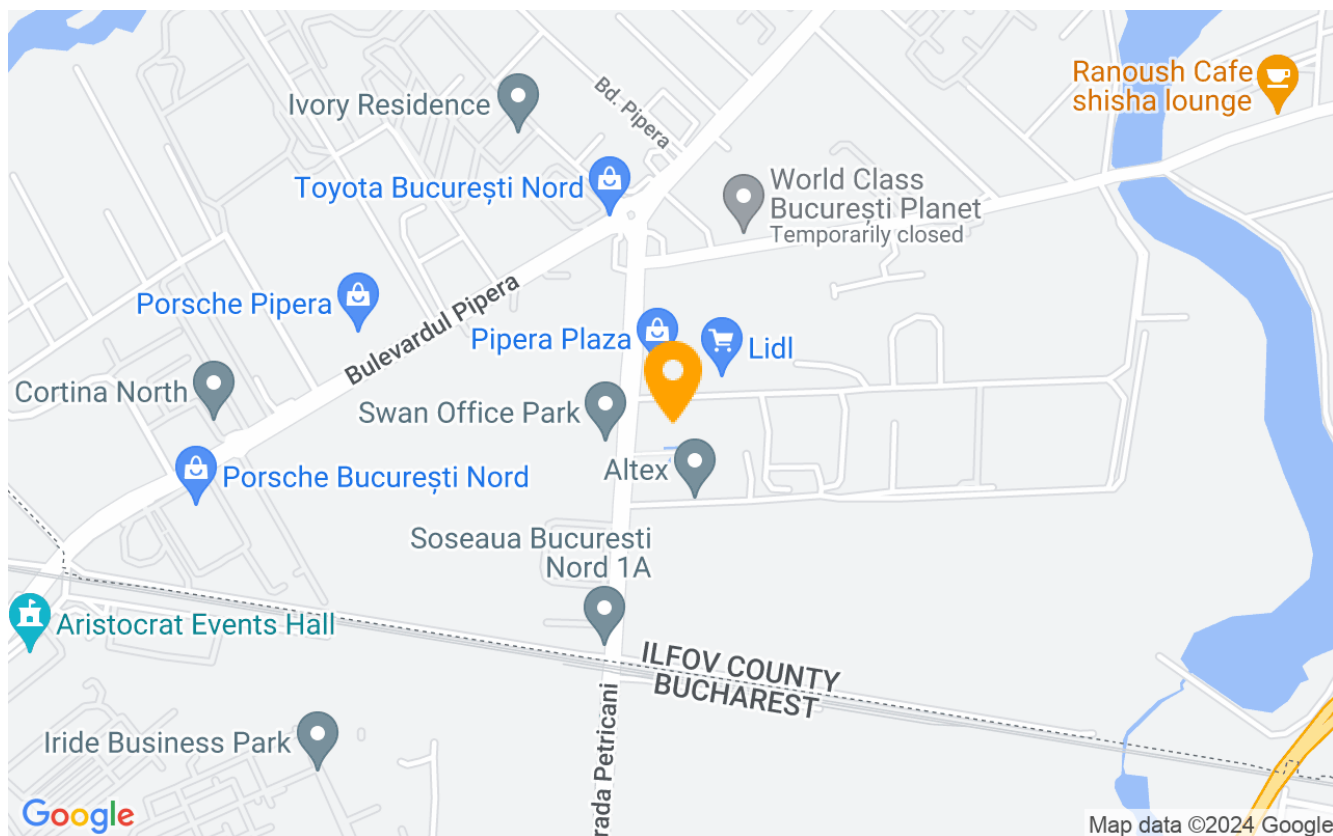 Ranoush Cafe
shisha lounge
Ivory Residence
Bd. Pipera
Toyota București Nord
World Class
București Planet
Temporarily closed
Porsche Pipera
Bulevardul Pipera
Pipera Plaza
Lidl
Cortina North
Swan Office Park
Altex
Porsche București Nord
Soseaua Bucuresti
Nord 1A
Aristocrat Events Hall
ILFOV COUNTY
BUCHAREST
rada Petricani
Iride Business Park
Google
Map data ©2024 Google